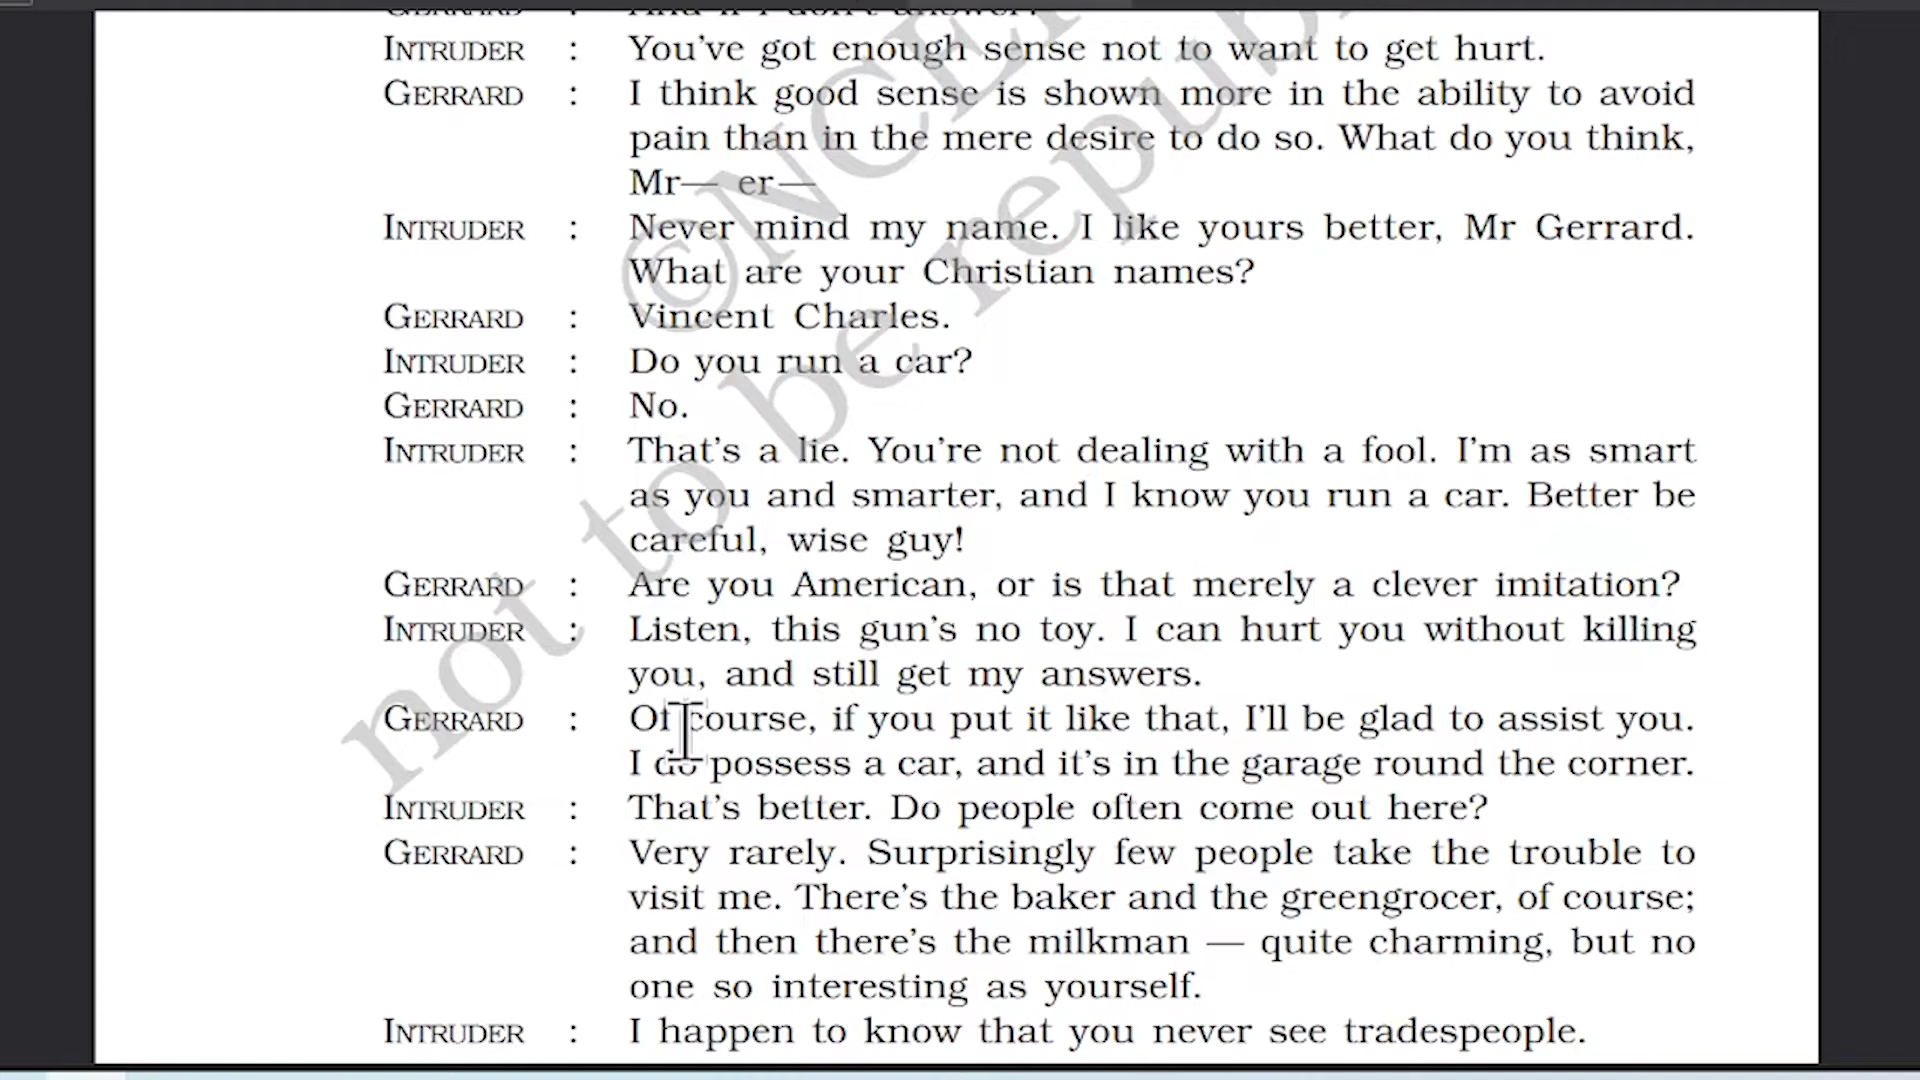 GERRARD : And if I don't answer?
INTRUDER : You've got enough sense not to want to get hurt.
GERRARD : I think good sense is shown more in the ability to avoid
pain than in the mere desire to do so. What do you think,
Mr— er—
INTRUDER : Never mind my name. I like yours better, Mr Gerrard.
What are your Christian names?
GERRARD : Vincent Charles.
INTRUDER : Do you run a car?
GERRARD : No.
INTRUDER : That's a lie. You're not dealing with a fool. I'm as smart
as you and smarter, and I know you run a car. Better be
careful, wise guy!
GERRARD : Are you American, or is that merely a clever imitation?
INTRUDER : Listen, this gun's no toy. I can hurt you without killing
you, and still get my answers.
GERRARD : Of course, if you put it like that, I'll be glad to assist you.
I do possess a car, and it's in the garage round the corner.
INTRUDER : That's better. Do people often come out here?
GERRARD : Very rarely. Surprisingly few people take the trouble to
visit me. There's the baker and the greengrocer, of course;
and then there's the milkman — quite charming, but no
one so interesting as yourself.
INTRUDER : I happen to know that you never see tradespeople.
©NCE
not to be republ